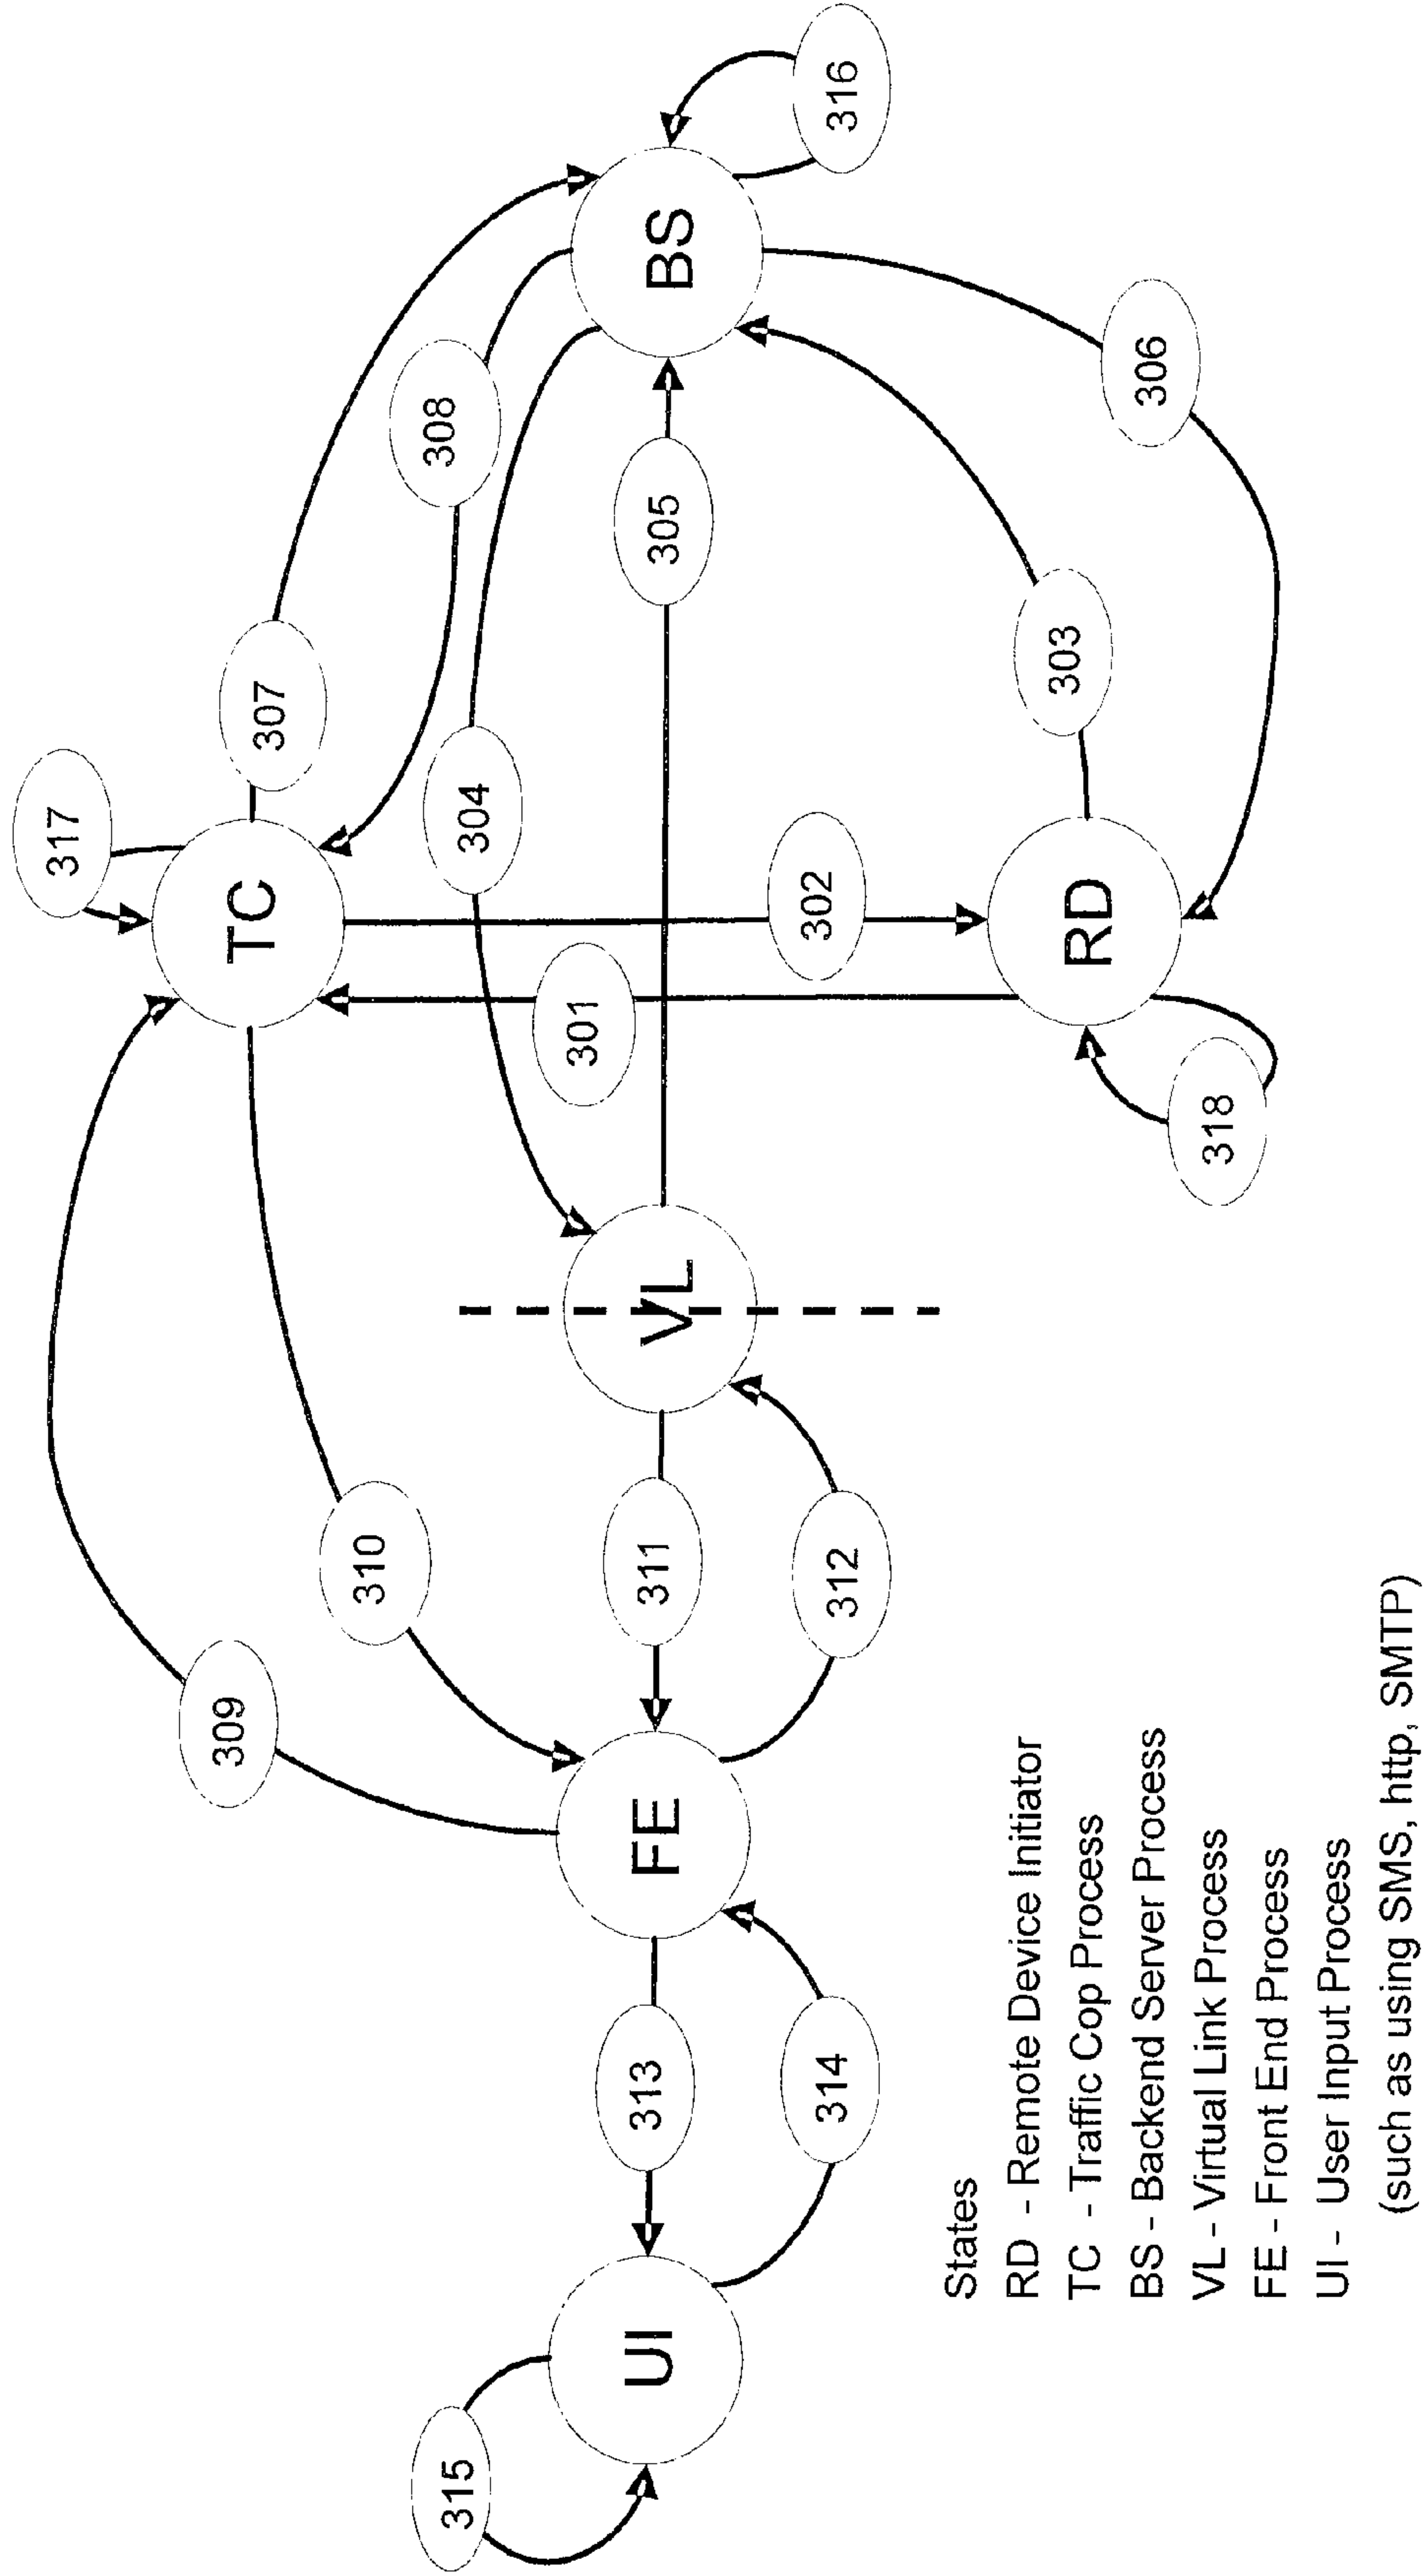 317
307
TC
309
310
308
304
316
BS
305
306
301
302
303
RD
318
VL
311
312
FE
313
314
UI
315
States
RD - Remote Device Initiator
TC - Traffic Cop Process
BS - Backend Server Process
VL - Virtual Link Process
FE - Front End Process
UI - User Input Process
(such as using SMS, http, SMTP)